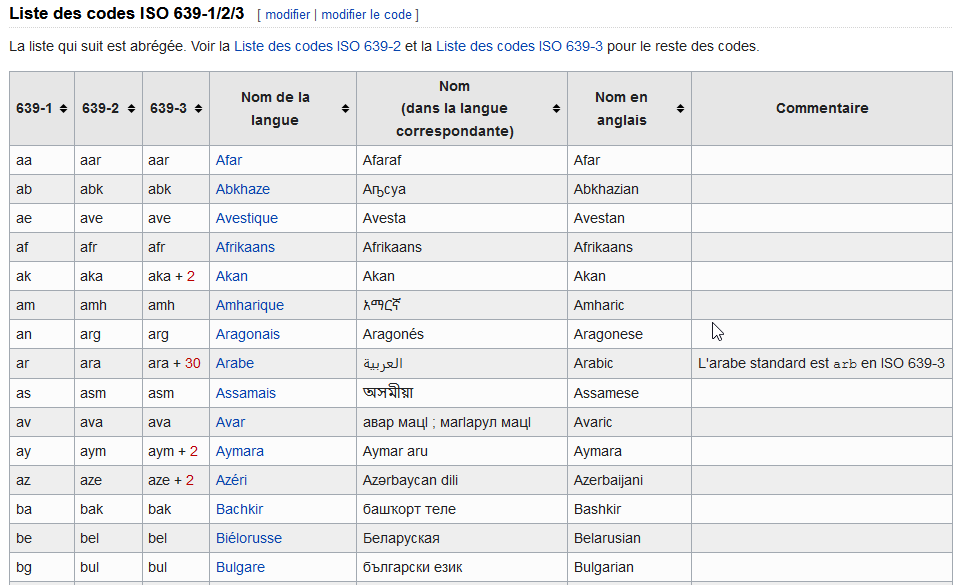 Liste des codes ISO 639-1/2/3 [ modifier | modifier le code ]
La liste qui suit est abrégée. Voir la Liste des codes ISO 639-2 et la Liste des codes ISO 639-3 pour le reste des codes.
639-1 639-2 639-3 Nom de la langue Nom (dans la langue correspondante) Nom en anglais Commentaire
aa aar aar Afar Afaraf Afar
ab abk abk Abkhaze Аҧсуа Abkhazian
ae ave ave Avestique Avesta Avestan
af afr afr Afrikaans Afrikaans Afrikaans
ak aka aka + 2 Akan Akan Akan
am amh amh Amharique አማርኛ Amharic
an arg arg Aragonais Aragonés Aragonese
ar ara ara + 30 Arabe العربية Arabic L'arabe standard est arb en ISO 639-3
as asm asm Assamais অসমীয়া Assamese
av ava ava Avar авар мацӀ ; магӀарул мацӀ Avaric
ay aym aym + 2 Aymara Aymar aru Aymara
az aze aze + 2 Azéri Azərbaycan dili Azerbaijani
ba bak bak Bachkir башҡорт теле Bashkir
be bel bel Biélorusse Беларуская Belarusian
bg bul bul Bulgare български език Bulgarian